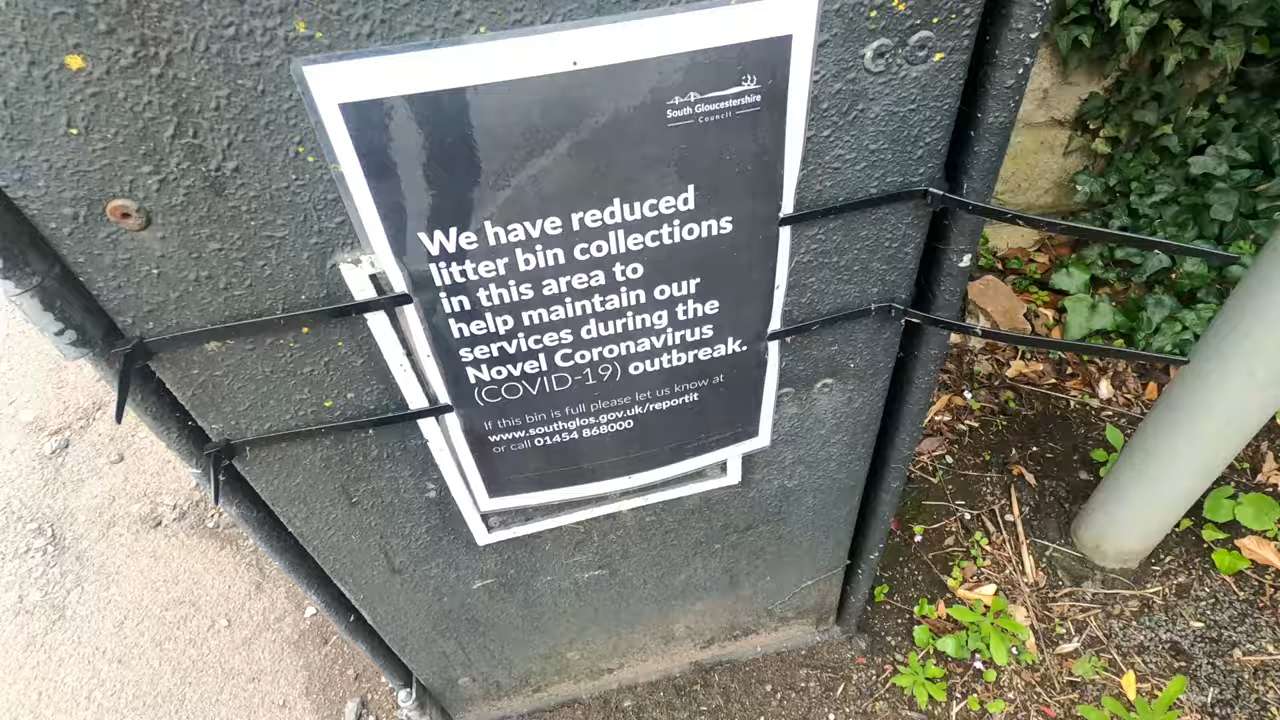 South Gloucestershire
Council
We have reduced
litter bin collections
in this area to
help maintain our
services during the
Novel Coronavirus
(COVID-19) outbreak.
If this bin is full please let us know at
www.southglos.gov.uk/reportit
or call 01454 868000